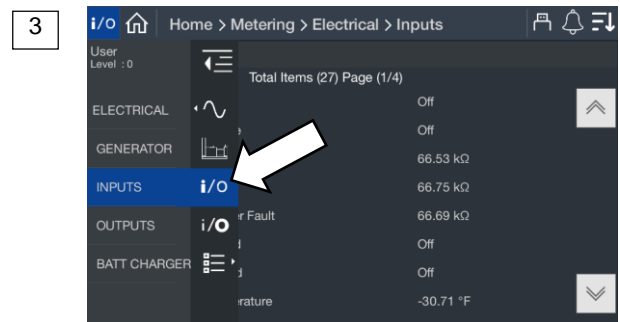 3
i/o Home > Metering > Electrical > Inputs
User
Level : 0
Total Items (27) Page (1/4)
ELECTRICAL
Off
Off
GENERATOR
66.53 kΩ
INPUTS i/o
66.75 kΩ
OUTPUTS i/o
Fault 66.69 kΩ
Off
BATT CHARGER
Off
-30.71 °F